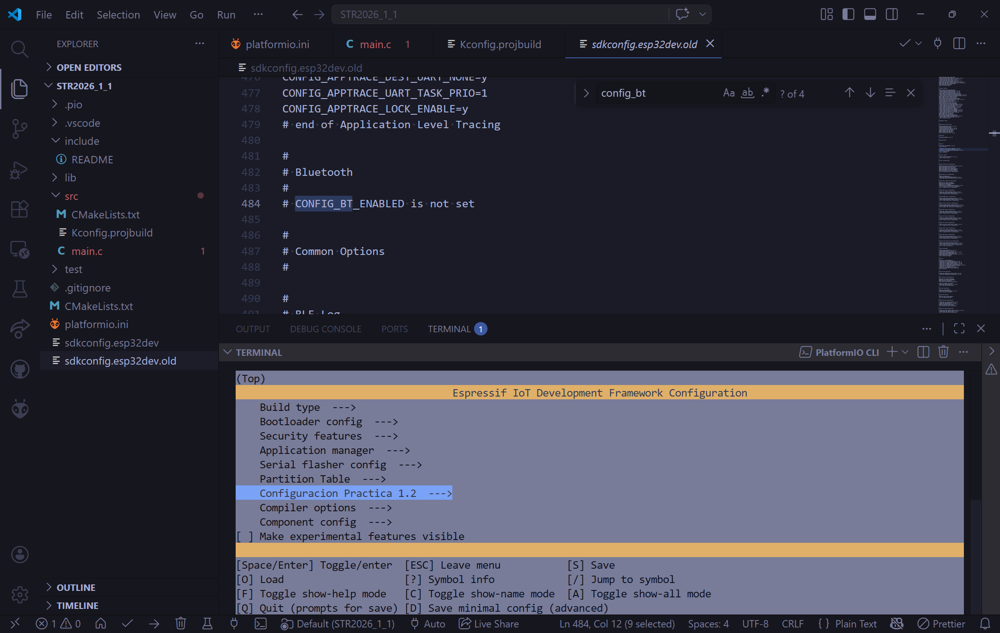 File Edit Selection View Go Run ··· STR2026_1_1
EXPLORER
OPEN EDITORS
STR2026_1_1
.pio
.vscode
include
README
lib
src
CMakeLists.txt
Kconfig.projbuild
main.c 1
test
.gitignore
CMakeLists.txt
platformio.ini
sdkconfig.esp32dev
sdkconfig.esp32dev.old
OUTLINE
TIMELINE
platformio.ini main.c 1 Kconfig.projbuild sdkconfig.esp32dev.old
sdkconfig.esp32dev.old
config_bt Aa ab .* ? of 4
476 CONFIG_APPTRACE_DEST_UART_NONE=y
477 CONFIG_APPTRACE_UART_TASK_PRIO=1
478 CONFIG_APPTRACE_LOCK_ENABLE=y
479 # end of Application Level Tracing
480
481 #
482 # Bluetooth
483 #
484 # CONFIG_BT_ENABLED is not set
485
486 #
487 # Common Options
488 #
489
490 #
491 # BLE Log
OUTPUT DEBUG CONSOLE PORTS TERMINAL 1
TERMINAL PlatformIO CLI
(Top)
Espressif IoT Development Framework Configuration
Build type --->
Bootloader config --->
Security features --->
Application manager --->
Serial flasher config --->
Partition Table --->
Configuracion Practica 1.2 --->
Compiler options --->
Component config --->
[ ] Make experimental features visible
[Space/Enter] Toggle/enter [ESC] Leave menu [S] Save
[O] Load [?] Symbol info [/] Jump to symbol
[F] Toggle show-help mode [C] Toggle show-name mode [A] Toggle show-all mode
[Q] Quit (prompts for save) [D] Save minimal config (advanced)
1 0 Default (STR2026_1_1) Auto Live Share Ln 484, Col 12 (9 selected) Spaces: 4 UTF-8 CRLF { } Plain Text Prettier